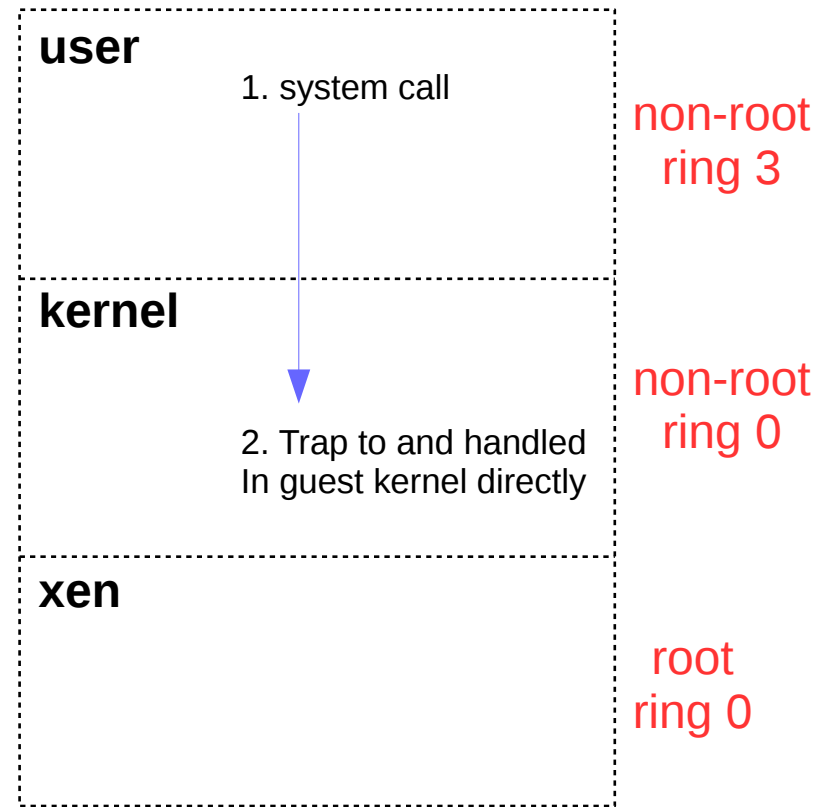 user
1. system call
non-root
ring 3
kernel
non-root
ring 0
2. Trap to and handled
In guest kernel directly
xen
root
ring 0